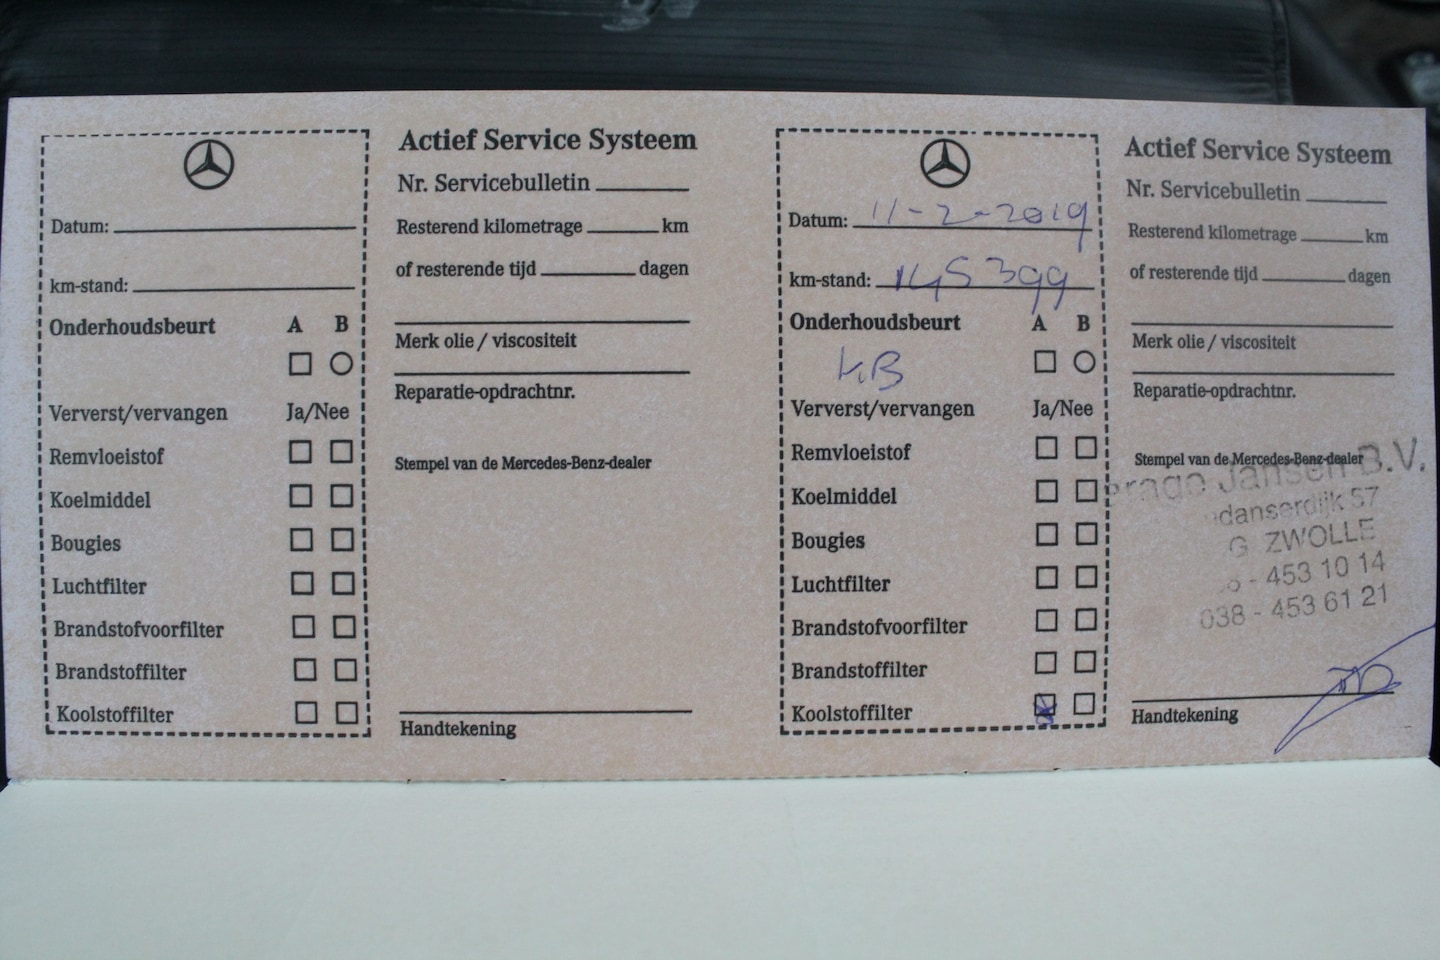 Actief Service Systeem
Nr. Servicebulletin
Datum:
Resterend kilometrage km
of resterende tijd dagen
km-stand:
Onderhoudsbeurt A B
Merk olie / viscositeit
Reparatie-opdrachtnr.
Ververst/vervangen Ja/Nee
Remvloeistof
Stempel van de Mercedes-Benz-dealer
Koelmiddel
Bougies
Luchtfilter
Brandstofvoorfilter
Brandstoffilter
Koolstoffilter
Handtekening
Actief Service Systeem
Nr. Servicebulletin
Datum: 11-2-2019
Resterend kilometrage km
of resterende tijd dagen
km-stand: 145399
Onderhoudsbeurt A B
KB
Merk olie / viscositeit
Reparatie-opdrachtnr.
Ververst/vervangen Ja/Nee
Remvloeistof
Stempel van de Mercedes-Benz-dealer
Jansen B.V.
57
Koelmiddel
G ZWOLLE
Bougies
- 453 10 14
Luchtfilter
038 - 453 61 21
Brandstofvoorfilter
Brandstoffilter
Koolstoffilter
Handtekening